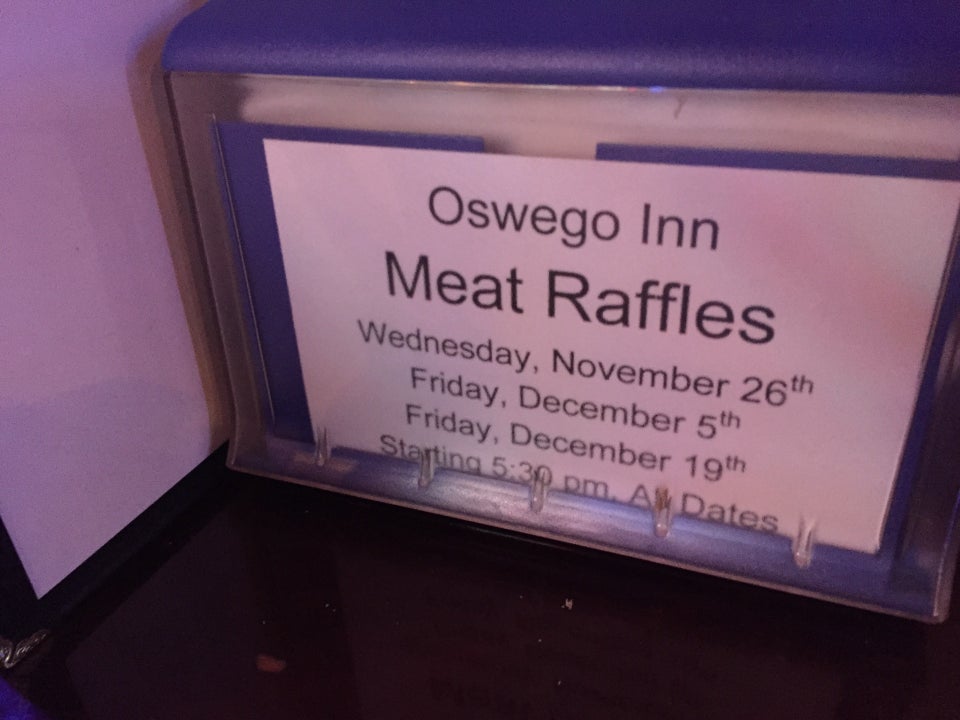 Oswego Inn
Meat Raffles
Wednesday, November 26th
Friday, December 5th
Friday, December 19th
Starting 5:30 pm, All Dates